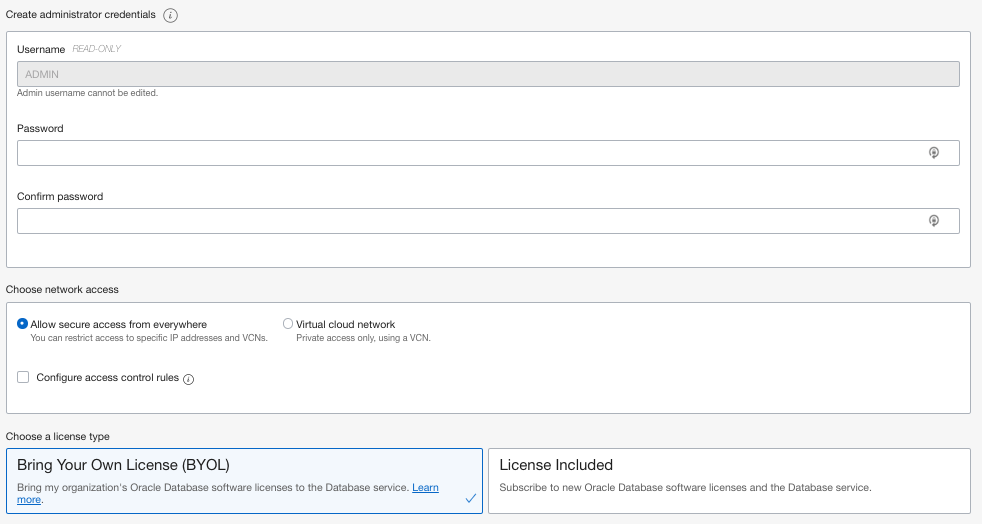 Create administrator credentials i
Username READ-ONLY
ADMIN
Admin username cannot be edited.
Password
Confirm password
Choose network access
Allow secure access from everywhere
You can restrict access to specific IP addresses and VCNs.
Virtual cloud network
Private access only, using a VCN.
Configure access control rules i
Choose a license type
Bring Your Own License (BYOL)
Bring my organization's Oracle Database software licenses to the Database service. Learn
more.
License Included
Subscribe to new Oracle Database software licenses and the Database service.